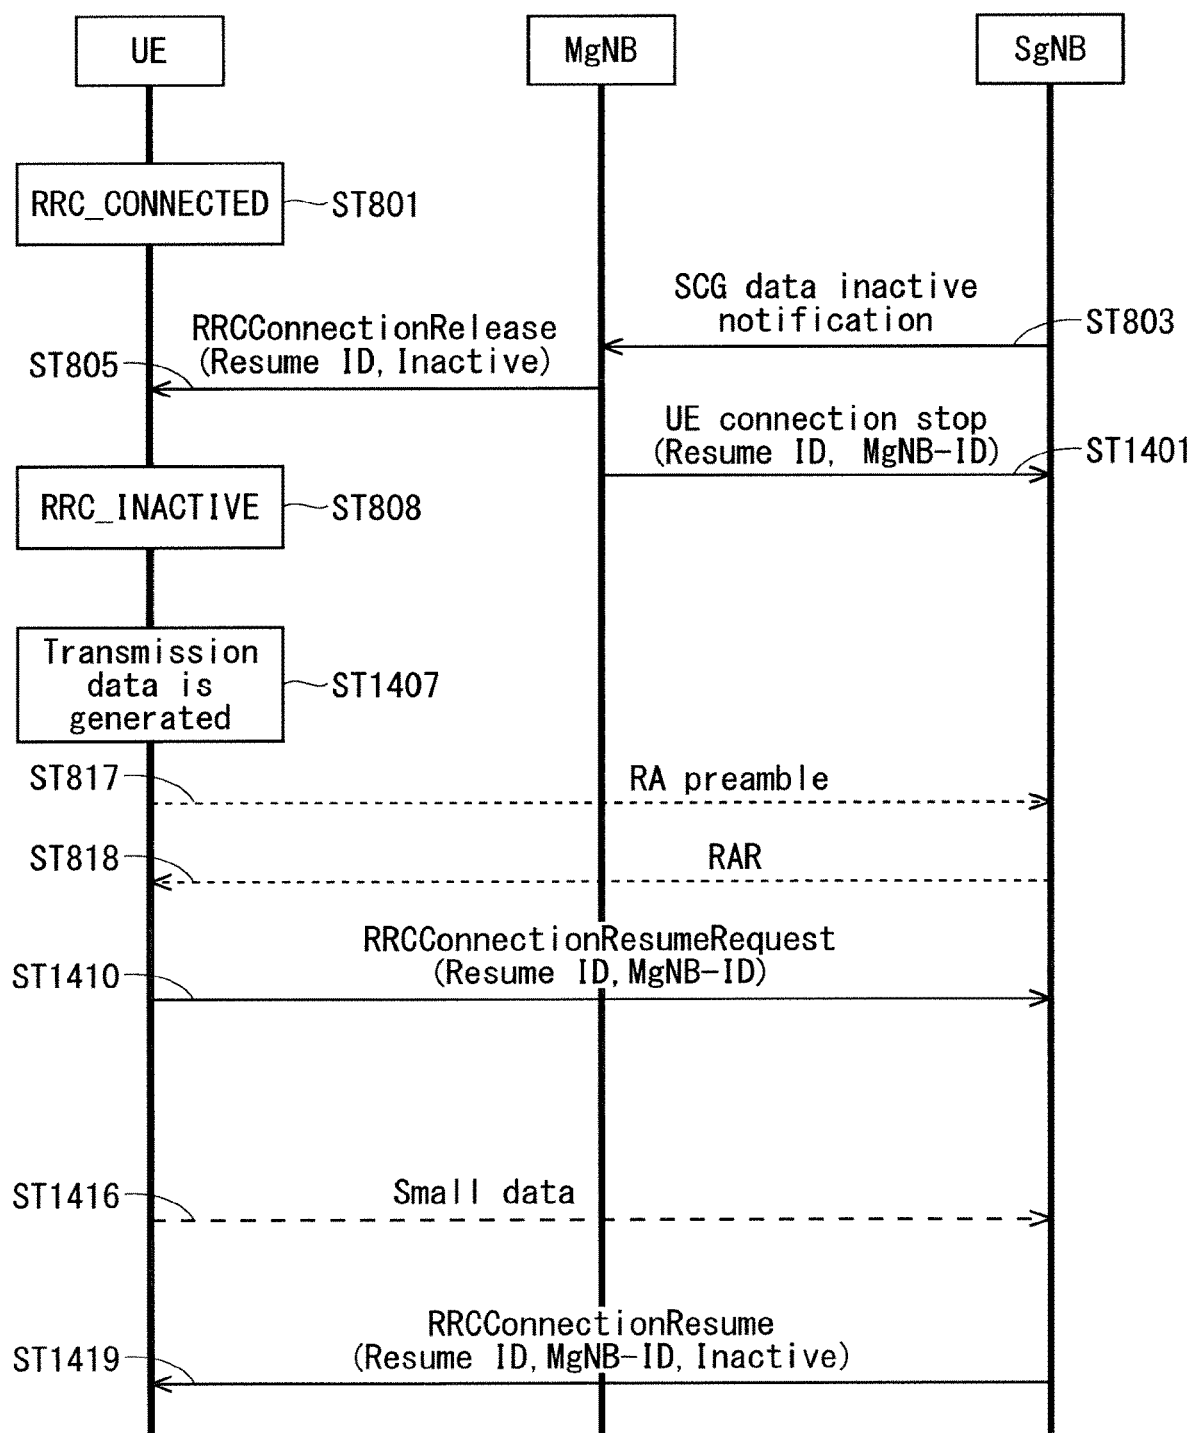 UE
MgNB
SgNB
RRC_CONNECTED
ST801
SCG data inactive
notification
ST803
RRCConnectionRelease
(Resume ID, Inactive)
ST805
UE connection stop
(Resume ID, MgNB-ID)
ST1401
RRC_INACTIVE
ST808
Transmission
data is
generated
ST1407
ST817
RA preamble
ST818
RAR
RRCConnectionResumeRequest
(Resume ID, MgNB-ID)
ST1410
ST1416
Small data
RRCConnectionResume
(Resume ID, MgNB-ID, Inactive)
ST1419